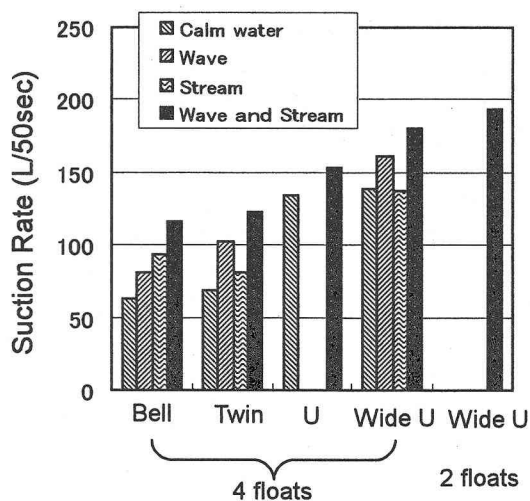 Suction Rate (L/50sec)
250
200
150
100
50
0
Calm water
Wave
Stream
Wave and Stream
Bell Twin U Wide U Wide U
4 floats 2 floats